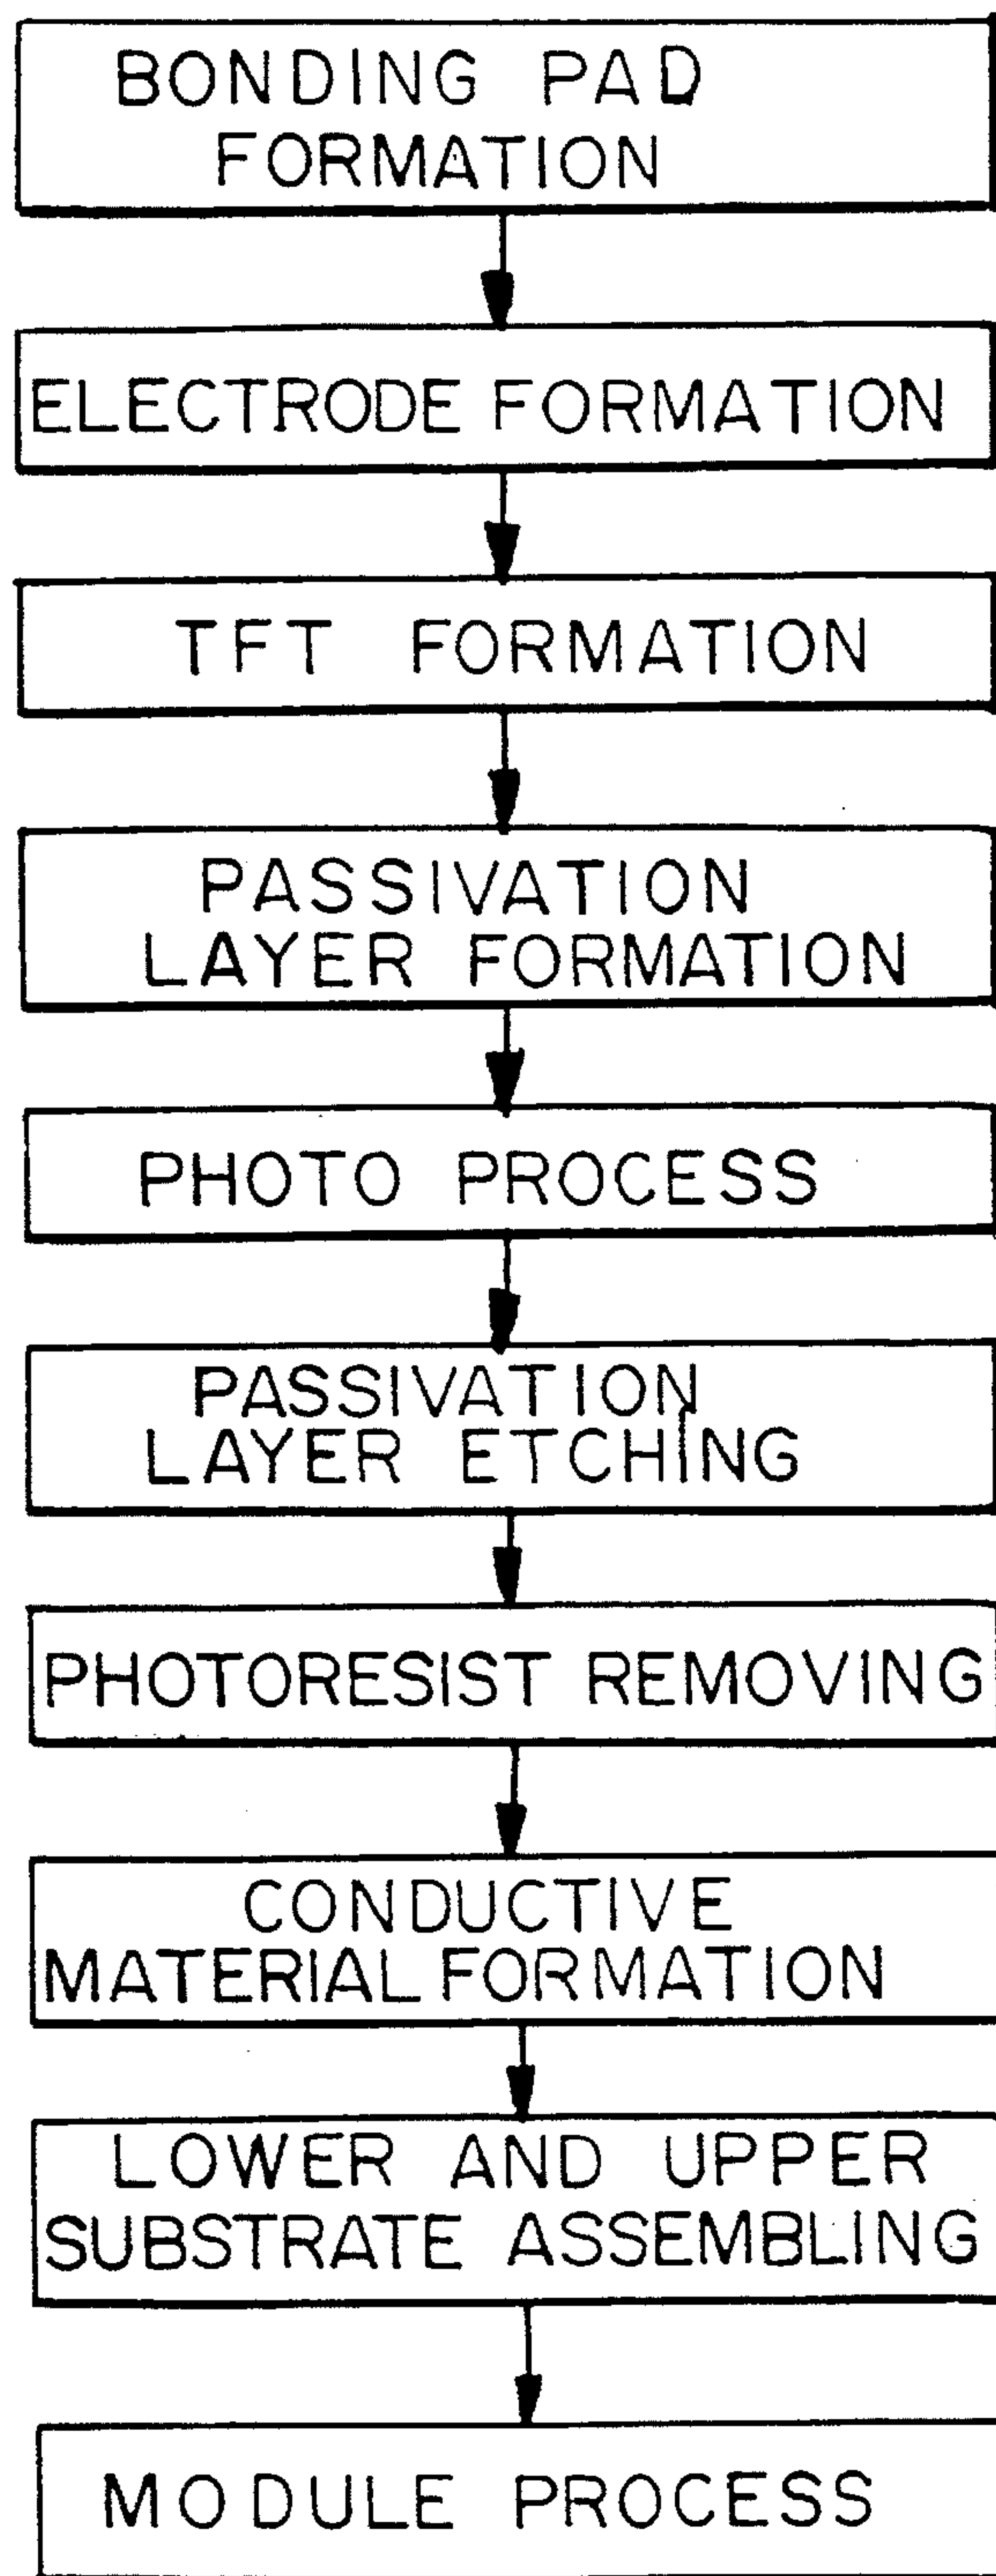 BONDING PAD
FORMATION
ELECTRODE FORMATION
TFT FORMATION
PASSIVATION
LAYER FORMATION
PHOTO PROCESS
PASSIVATION
LAYER ETCHING
PHOTORESIST REMOVING
CONDUCTIVE
MATERIAL FORMATION
LOWER AND UPPER
SUBSTRATE ASSEMBLING
MODULE PROCESS